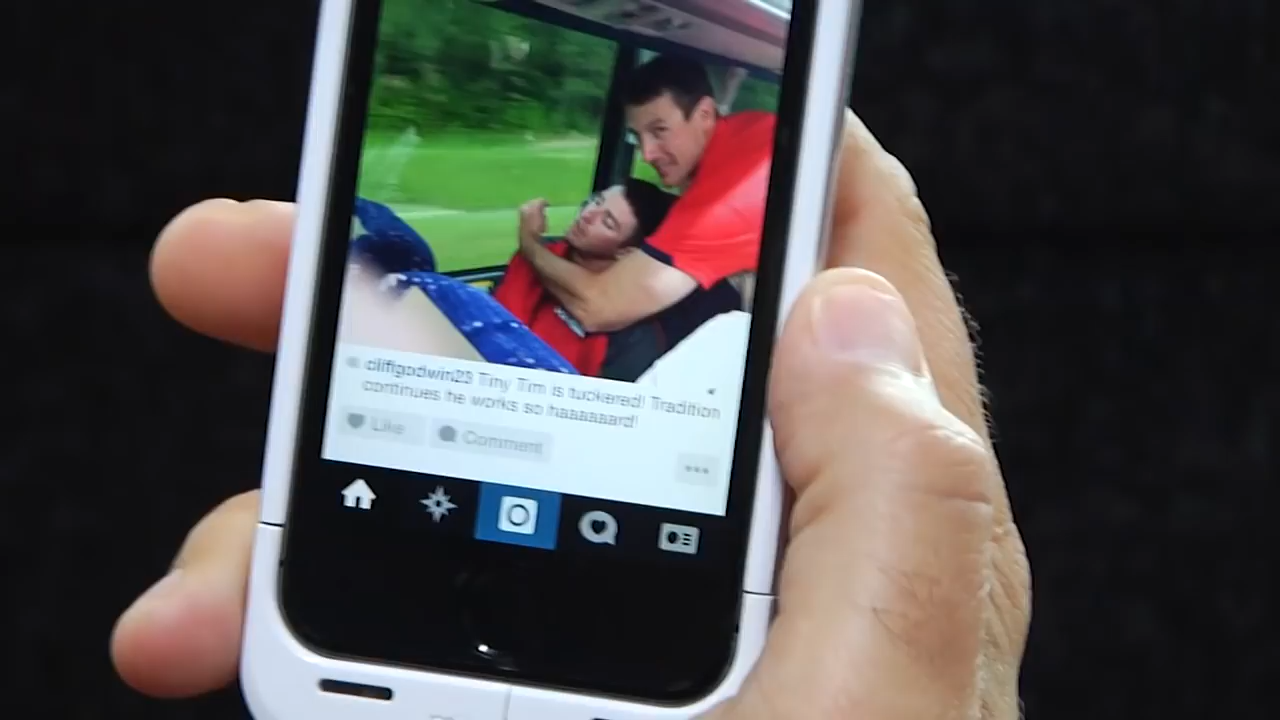 cliffgodwin23 Tiny Tim is tuckered! Tradition
continues he works so haaaaaard!
Like
Comment